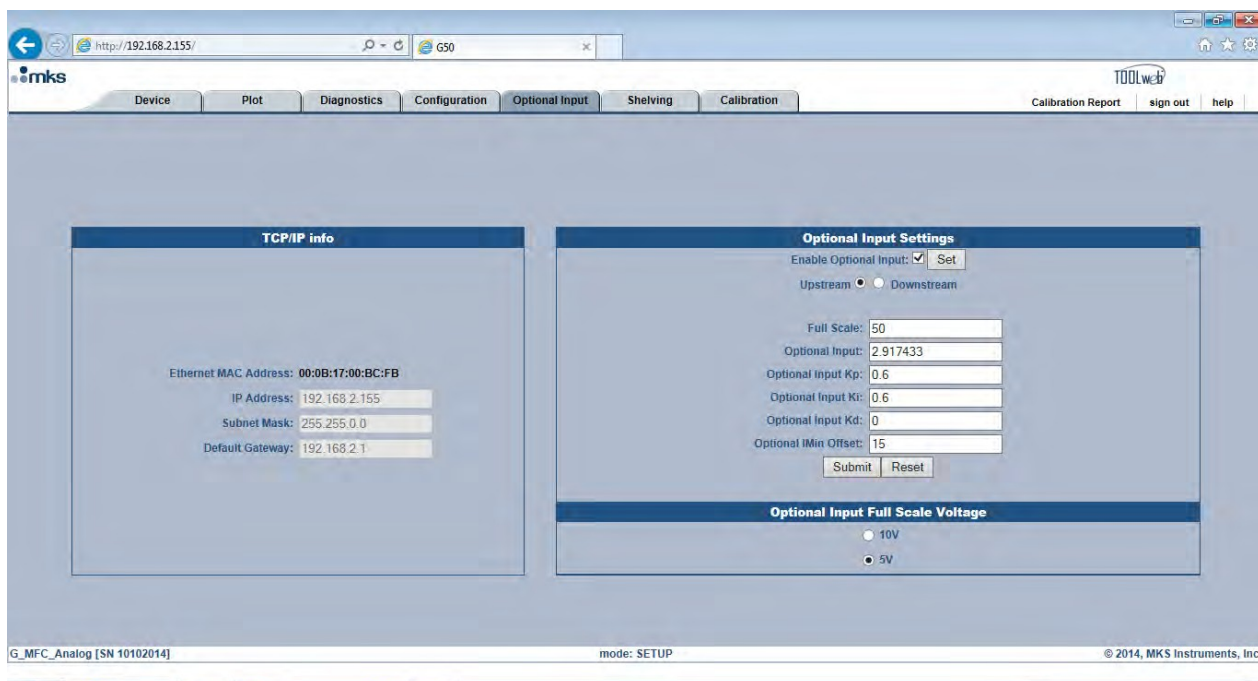 http://192.168.2.155/
G50
mks
TOOLweb
Device Plot Diagnostics Configuration Optional Input Shelving Calibration
Calibration Report sign out help
TCP/IP info
Ethernet MAC Address: 00:0B:17:00:BC:FB
IP Address: 192.168.2.155
Subnet Mask: 255.255.0.0
Default Gateway: 192.168.2.1
Optional Input Settings
Enable Optional Input: Set
Upstream Downstream
Full Scale: 50
Optional Input: 2.917433
Optional Input Kp: 0.6
Optional Input Ki: 0.6
Optional Input Kd: 0
Optional IMin Offset: 15
Submit Reset
Optional Input Full Scale Voltage
10V
5V
G_MFC_Analog [SN 10102014] mode: SETUP © 2014, MKS Instruments, Inc